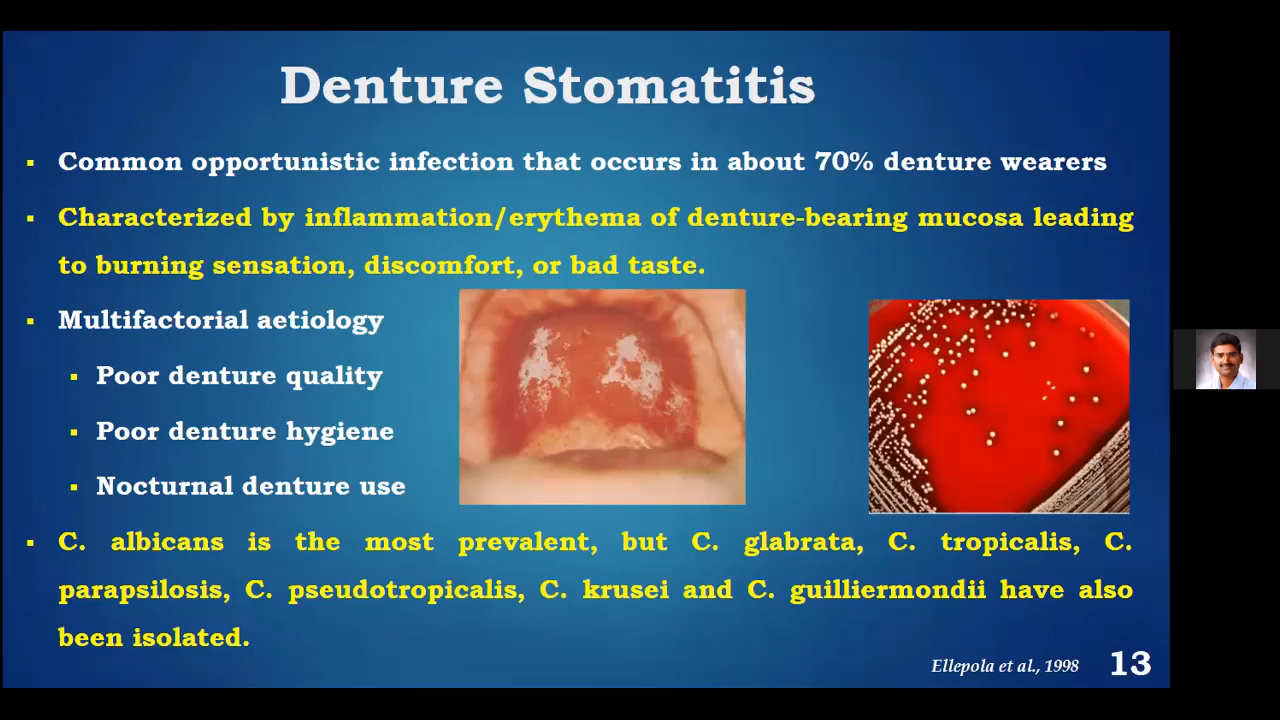 Denture Stomatitis
▪ Common opportunistic infection that occurs in about 70% denture wearers
▪ Characterized by inflammation/erythema of denture-bearing mucosa leading
to burning sensation, discomfort, or bad taste.
▪ Multifactorial aetiology
▪ Poor denture quality
▪ Poor denture hygiene
▪ Nocturnal denture use
▪ C. albicans is the most prevalent, but C. glabrata, C. tropicalis, C.
parapsilosis, C. pseudotropicalis, C. krusei and C. guilliermondii have also
been isolated.
Ellepola et al., 1998 13